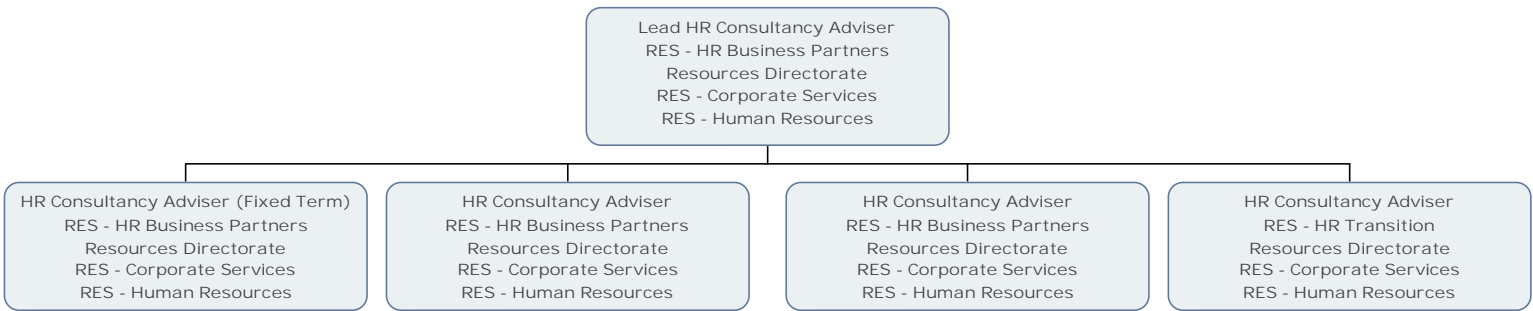 Lead HR Consultancy Adviser
RES - HR Business Partners
Resources Directorate
RES - Corporate Services
RES - Human Resources
HR Consultancy Adviser (Fixed Term)
RES - HR Business Partners
Resources Directorate
RES - Corporate Services
RES - Human Resources
HR Consultancy Adviser
RES - HR Business Partners
Resources Directorate
RES - Corporate Services
RES - Human Resources
HR Consultancy Adviser
RES - HR Business Partners
Resources Directorate
RES - Corporate Services
RES - Human Resources
HR Consultancy Adviser
RES - HR Transition
Resources Directorate
RES - Corporate Services
RES - Human Resources